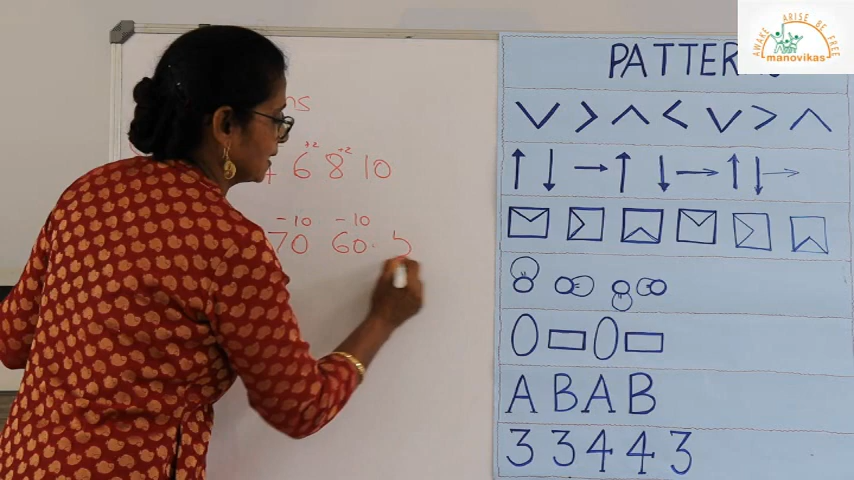 ns
+2 +2
4 6 8 10
-10 -10
70 60. 5
PATTER
ABAB
33443
AWAKE ARISE BE FREE
manovikas